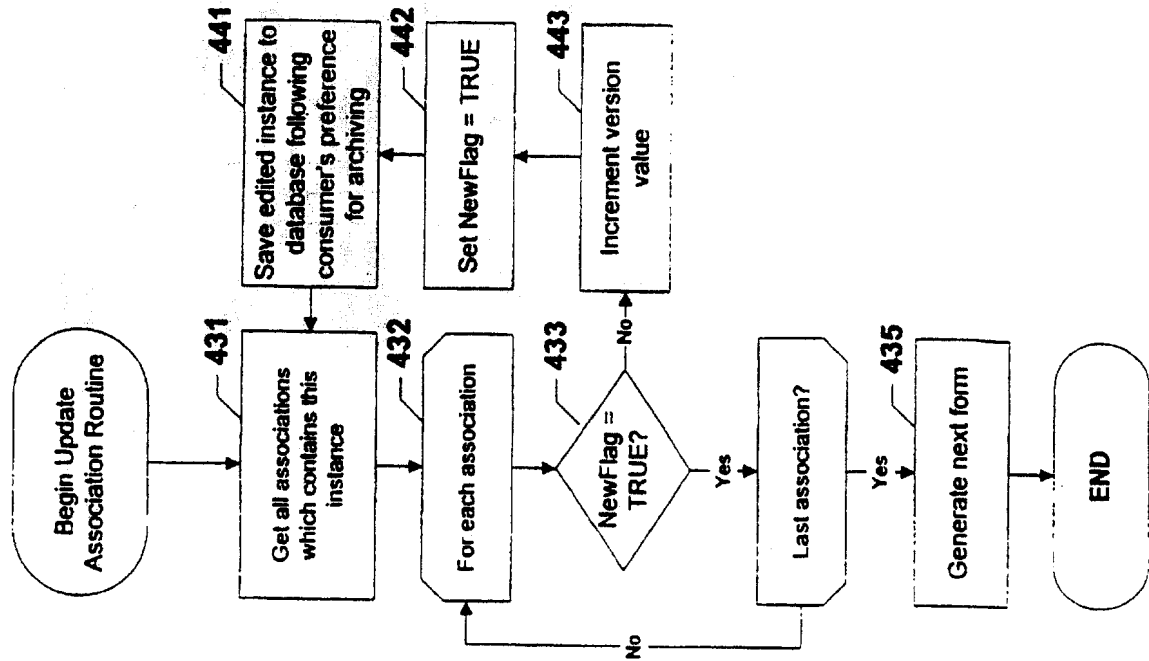 Begin Update
Association Routine
431
Get all associations
which contains this
instance
432
For each association
433
NewFlag =
TRUE?
No
Yes
Last association?
No
Yes
435
Generate next form
END
441
Save edited instance to
database following
consumer's preference
for archiving
442
Set NewFlag = TRUE
443
Increment version
value